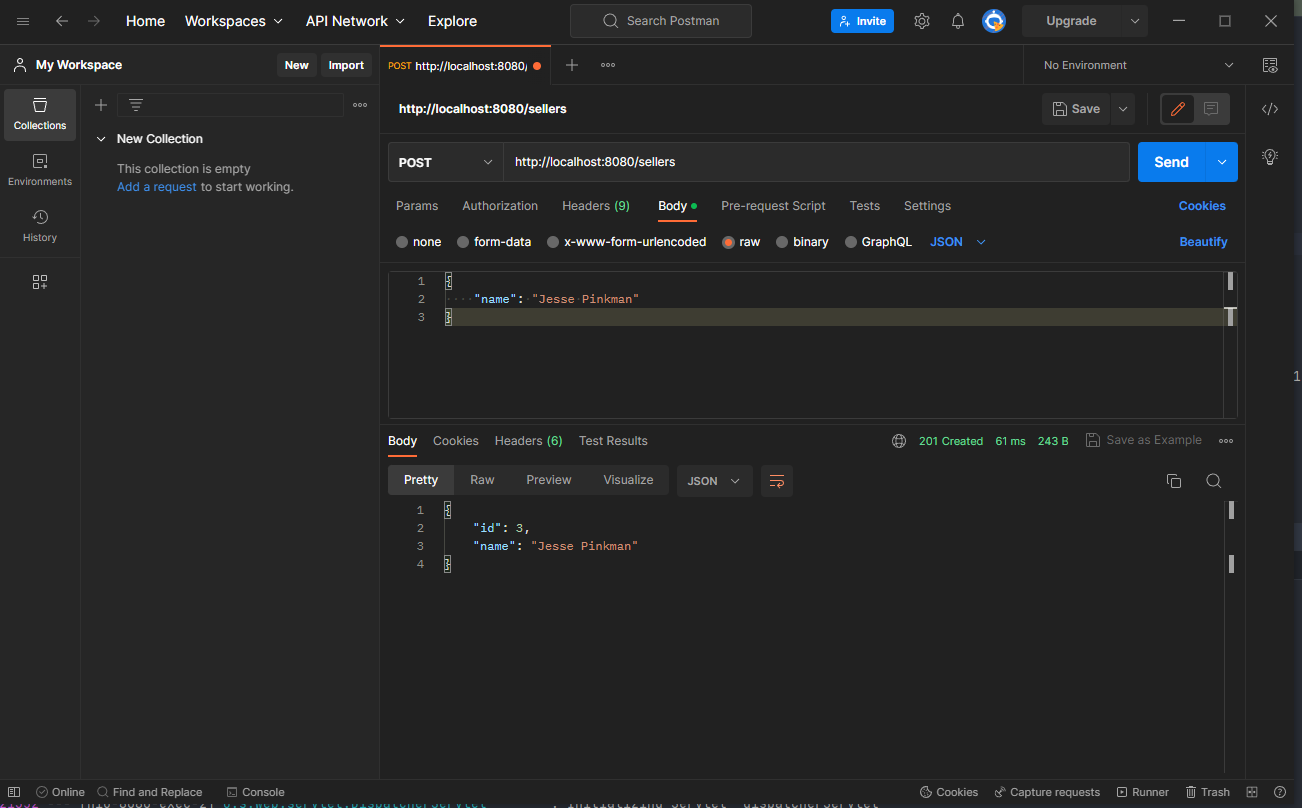 Home Workspaces API Network Explore Search Postman Invite Upgrade
My Workspace New Import POST http://localhost:8080/ No Environment
Collections
Environments
History
New Collection
This collection is empty
Add a request to start working.
http://localhost:8080/sellers Save
POST http://localhost:8080/sellers Send
Params Authorization Headers (9) Body Pre-request Script Tests Settings Cookies
none form-data x-www-form-urlencoded raw binary GraphQL JSON Beautify
1 {
2 "name": "Jesse Pinkman"
3 }
Body Cookies Headers (6) Test Results 201 Created 61 ms 243 B Save as Example
Pretty Raw Preview Visualize JSON
1 {
2 "id": 3,
3 "name": "Jesse Pinkman"
4 }
1
Online Find and Replace Console Cookies Capture requests Runner Trash